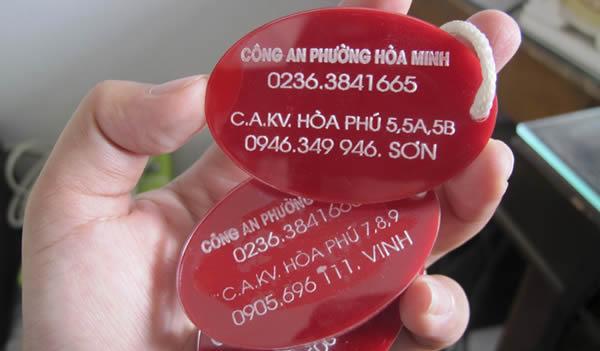 CÔNG AN PHƯỜNG HÒA MINH
0236.3841665
C.A.KV. HÒA PHÚ 5,5A,5B
0946.349 946. SƠN
CÔNG AN PHƯỜNG
0236.3841665
C.A.KV. HÒA PHÚ 7,8,9
0905.696 111. VINH